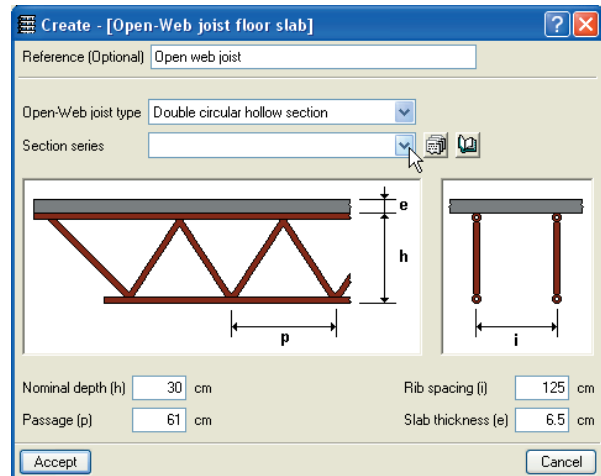 Create - [Open-Web joist floor slab]
Reference (Optional) Open web joist
Open-Web joist type Double circular hollow section
Section series
e
h
p
i
Nominal depth (h) 30 cm
Rib spacing (i) 125 cm
Passage (p) 61 cm
Slab thickness (e) 6.5 cm
Accept
Cancel